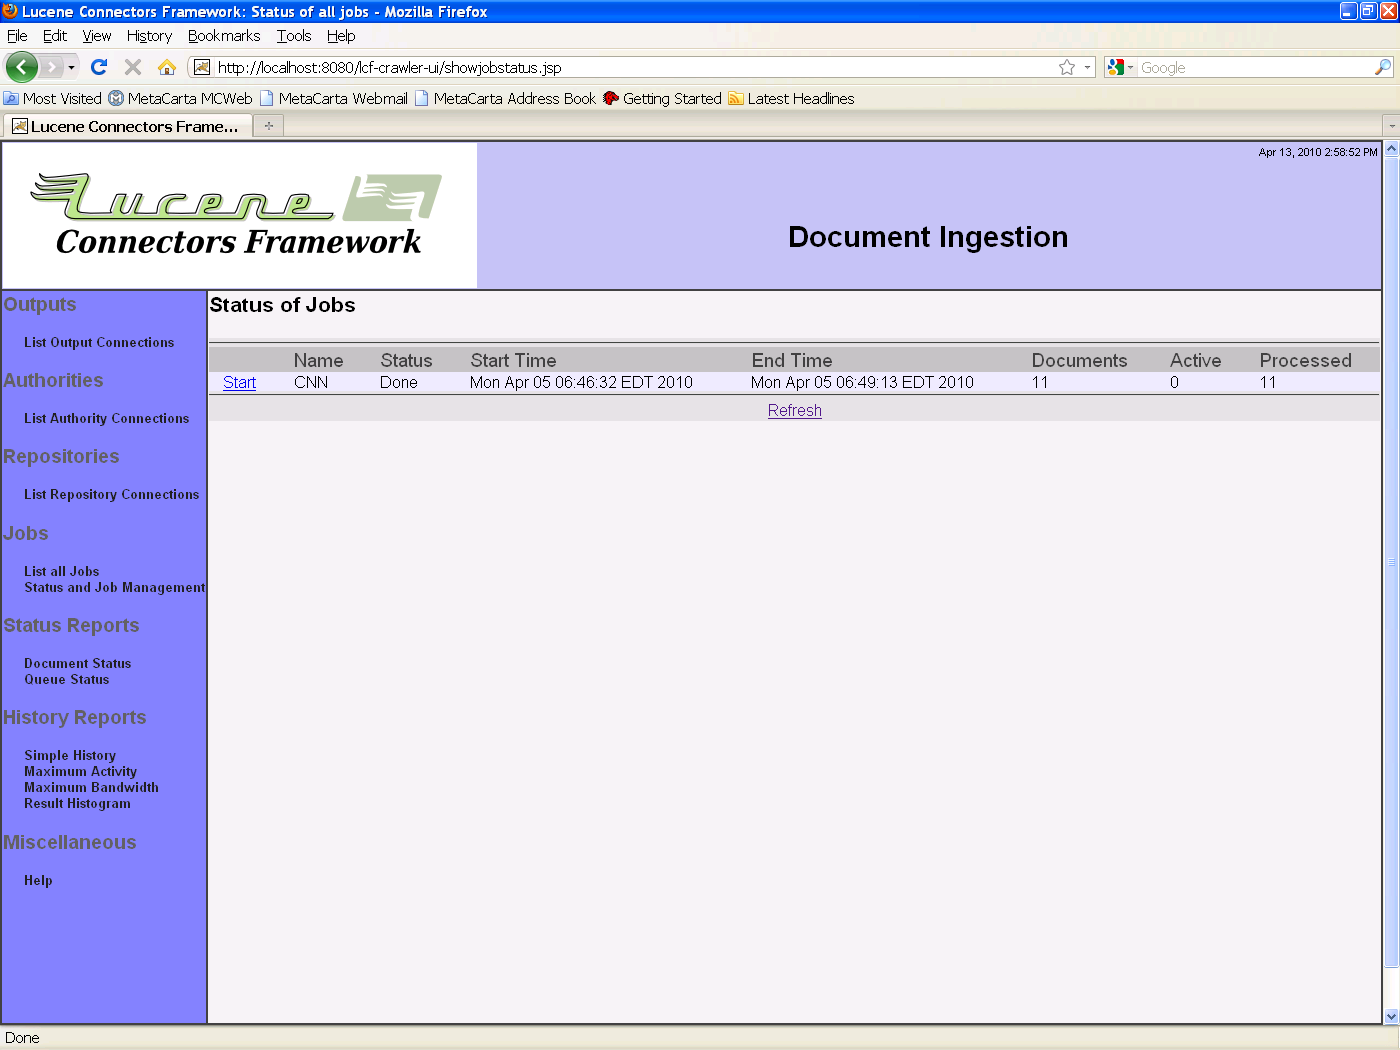 Lucene Connectors Framework: Status of all jobs - Mozilla Firefox
File Edit View History Bookmarks Tools Help
http://localhost:8080/lcf-crawler-ui/showjobstatus.jsp Google
Most Visited MetaCarta MCWeb MetaCarta Webmail MetaCarta Address Book Getting Started Latest Headlines
Lucene Connectors Frame...
Apr 13, 2010 2:58:52 PM
Lucene
Connectors Framework
Document Ingestion
Outputs
List Output Connections
Authorities
List Authority Connections
Repositories
List Repository Connections
Jobs
List all Jobs
Status and Job Management
Status Reports
Document Status
Queue Status
History Reports
Simple History
Maximum Activity
Maximum Bandwidth
Result Histogram
Miscellaneous
Help
Status of Jobs
Name Status Start Time End Time Documents Active Processed
Start CNN Done Mon Apr 05 06:46:32 EDT 2010 Mon Apr 05 06:49:13 EDT 2010 11 0 11
Refresh
Done